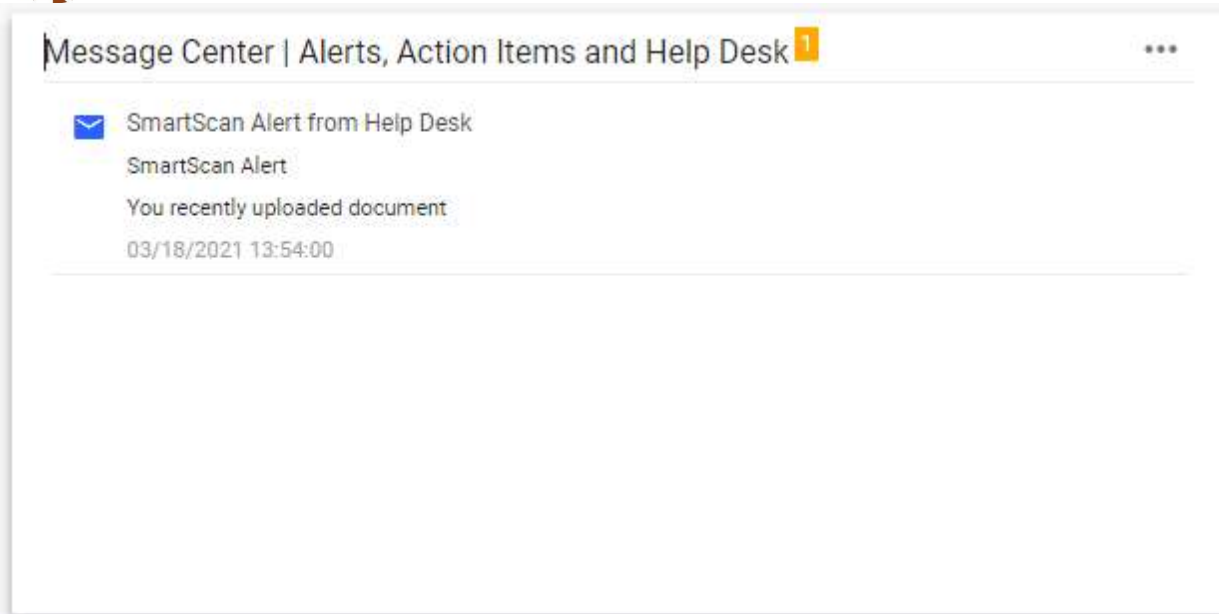 Message Center | Alerts, Action Items and Help Desk 1
SmartScan Alert from Help Desk
SmartScan Alert
You recently uploaded document
03/18/2021 13:54:00